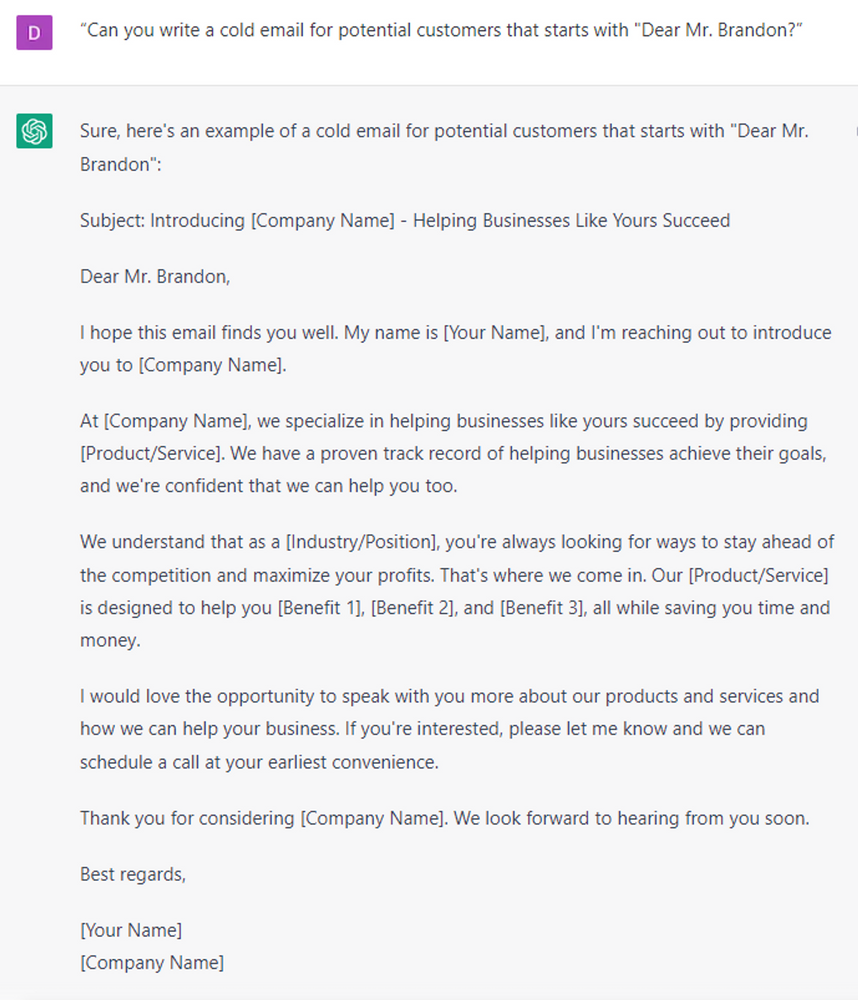 D
“Can you write a cold email for potential customers that starts with "Dear Mr. Brandon?”
Sure, here's an example of a cold email for potential customers that starts with "Dear Mr.
Brandon":
Subject: Introducing [Company Name] - Helping Businesses Like Yours Succeed
Dear Mr. Brandon,
I hope this email finds you well. My name is [Your Name], and I'm reaching out to introduce
you to [Company Name].
At [Company Name], we specialize in helping businesses like yours succeed by providing
[Product/Service]. We have a proven track record of helping businesses achieve their goals,
and we're confident that we can help you too.
We understand that as a [Industry/Position], you're always looking for ways to stay ahead of
the competition and maximize your profits. That's where we come in. Our [Product/Service]
is designed to help you [Benefit 1], [Benefit 2], and [Benefit 3], all while saving you time and
money.
I would love the opportunity to speak with you more about our products and services and
how we can help your business. If you're interested, please let me know and we can
schedule a call at your earliest convenience.
Thank you for considering [Company Name]. We look forward to hearing from you soon.
Best regards,
[Your Name]
[Company Name]